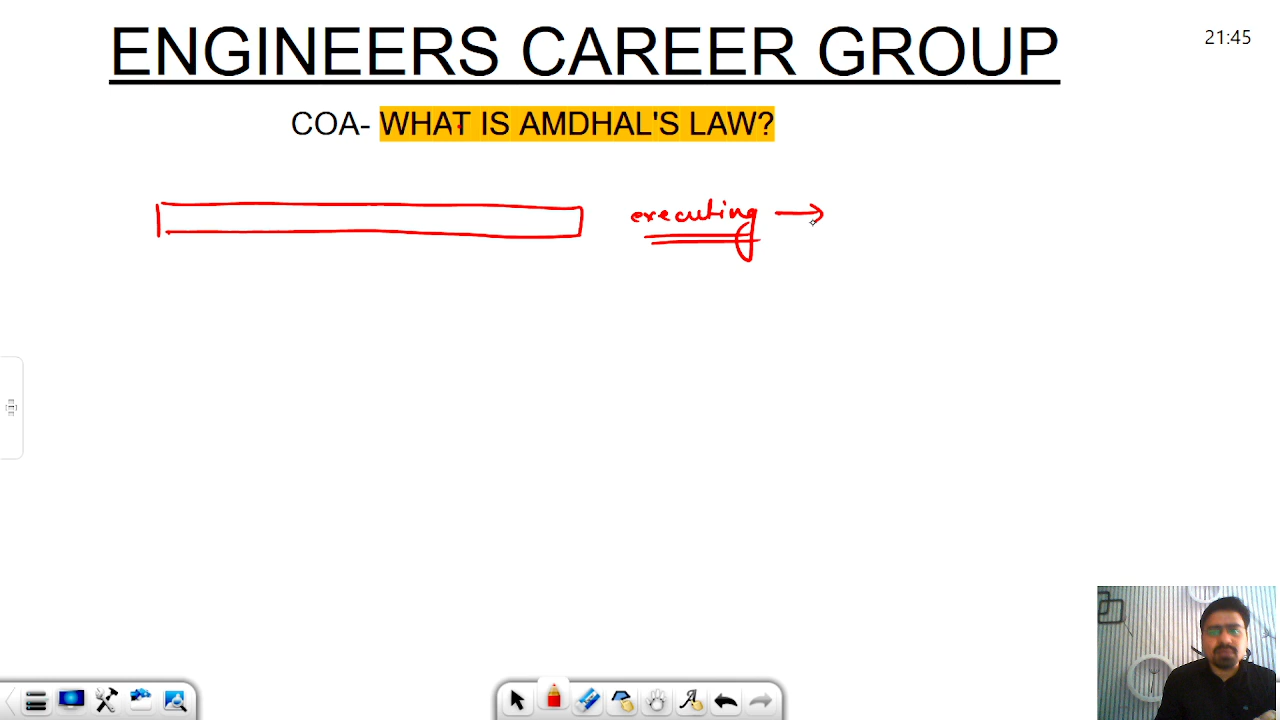 ENGINEERS CAREER GROUP
21:45
COA- WHAT IS AMDHAL'S LAW?
executing →